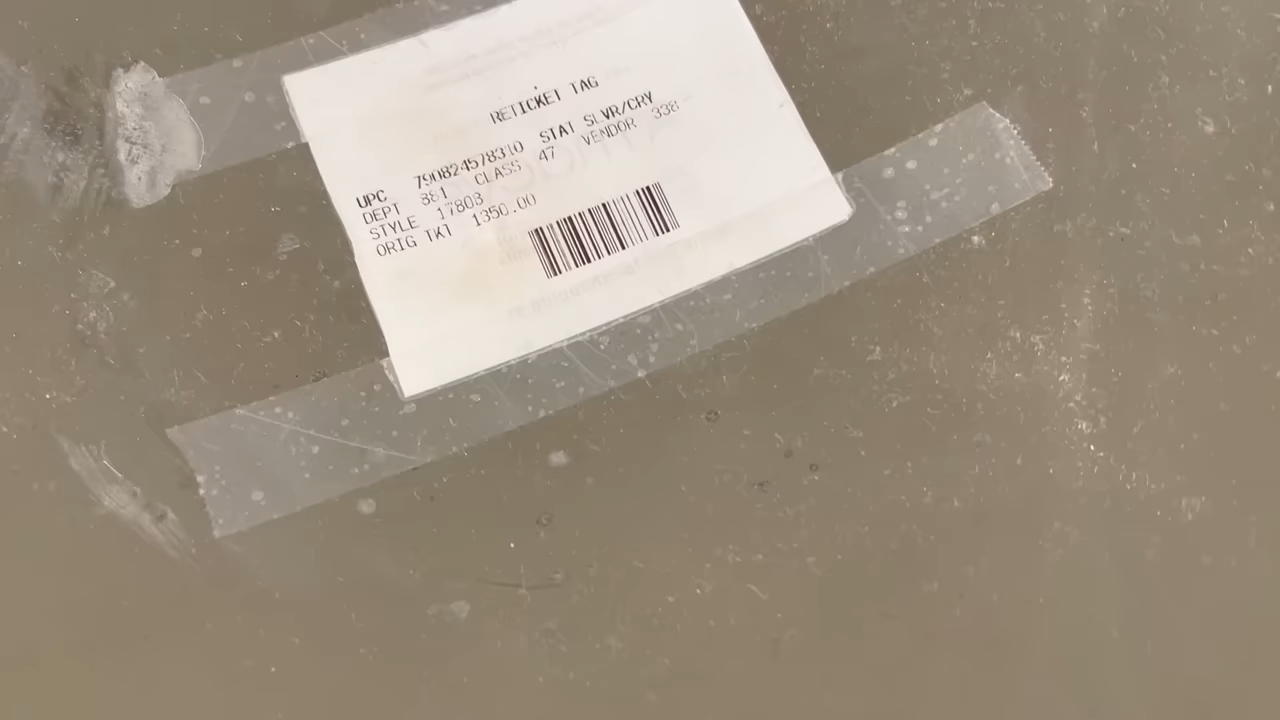 RETICKET TAG
UPC 790824578310 STAT SLVR/CRY
DEPT 381 CLASS 47 VENDOR 338
STYLE 17803
ORIG TKT 1350.00